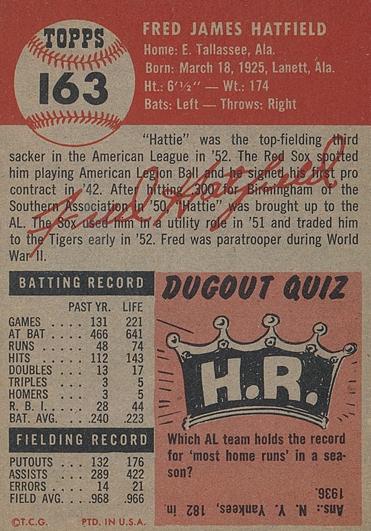 TOPPS
163
FRED JAMES HATFIELD
Home: E. Tallassee, Ala.
Born: March 18, 1925, Lanett, Ala.
Ht.: 6'½" — Wt.: 174
Bats: Left — Throws: Right
"Hattie" was the top-fielding third
sacker in the American League in '52. The Red Sox spotted
him playing American Legion Ball and he signed his first pro
contract in '42. After hitting .300 for Birmingham of the
Southern Association in '50, "Hattie" was brought up to the
AL. The Sox used him in a utility role in '51 and traded him
to the Tigers early in '52. Fred was paratrooper during World
War II.
Fred Hatfield
BATTING RECORD
PAST YR. LIFE
GAMES .... 131 221
AT BAT .... 466 641
RUNS .... 48 74
HITS .... 112 143
DOUBLES .... 13 17
TRIPLES .... 3 5
HOMERS .... 3 5
R. B. I. .... 28 44
BAT. AVG. .240 .223
FIELDING RECORD
PUTOUTS .... 132 176
ASSISTS .... 289 422
ERRORS .... 14 21
FIELD AVG. .968 .966
©T.C.G. PTD. IN U.S.A.
DUGOUT QUIZ
H.R.
Which AL team holds the record
for 'most home runs' in a sea-
son?
Ans.: N. Y. Yankees, 182 in
1936.